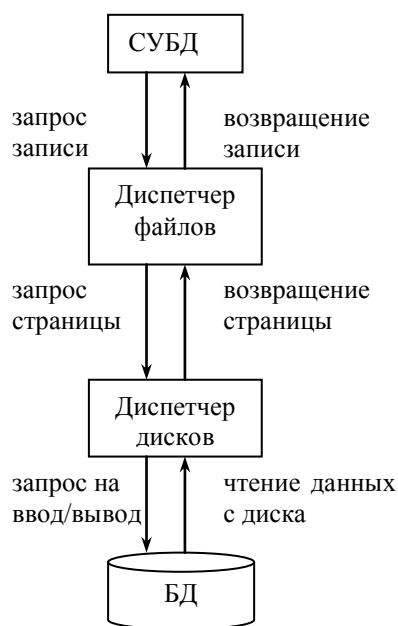 СУБД
запрос
записи
возвращение
записи
Диспетчер
файлов
запрос
страницы
возвращение
страницы
Диспетчер
дисков
запрос на
ввод/вывод
чтение данных
с диска
БД